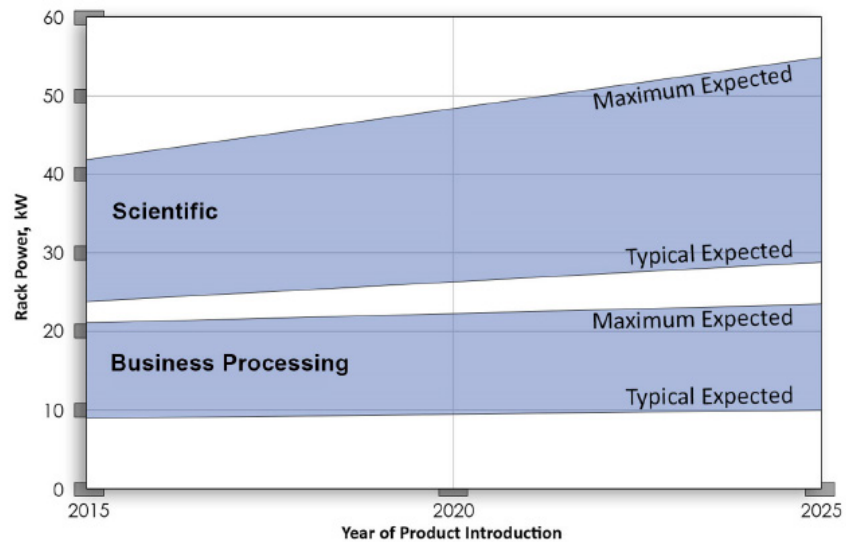 60
50
Maximum Expected
40
Scientific
30
Typical Expected
20
Maximum Expected
Business Processing
10
Typical Expected
0
2015
2020
2025
Rack Power, kW
Year of Product Introduction